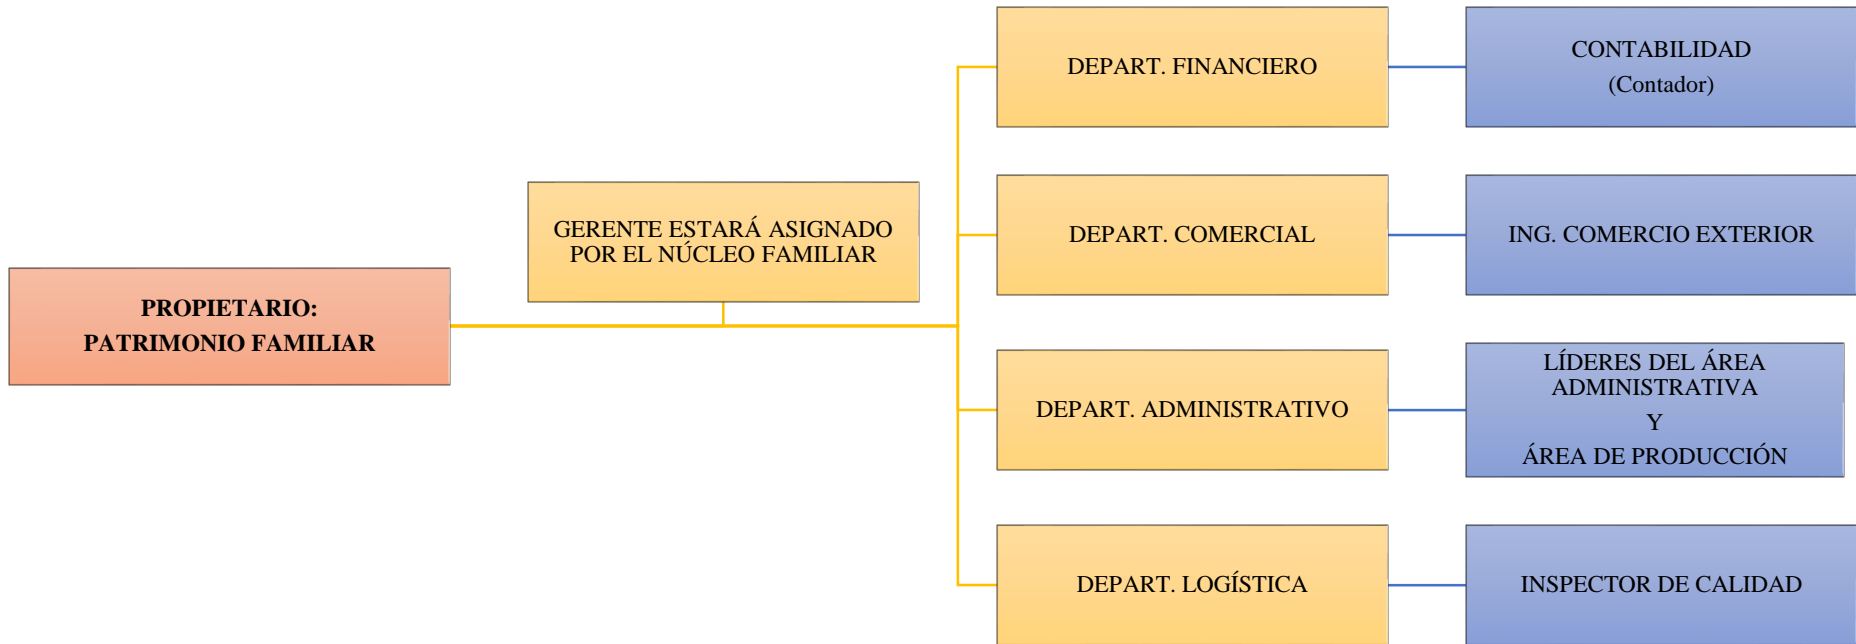 PROPIETARIO:
PATRIMONIO FAMILIAR
GERENTE ESTARÁ ASIGNADO
POR EL NÚCLEO FAMILIAR
DEPART. FINANCIERO
CONTABILIDAD
(Contador)
DEPART. COMERCIAL
ING. COMERCIO EXTERIOR
DEPART. ADMINISTRATIVO
LÍDERES DEL ÁREA
ADMINISTRATIVA
Y
ÁREA DE PRODUCCIÓN
DEPART. LOGÍSTICA
INSPECTOR DE CALIDAD